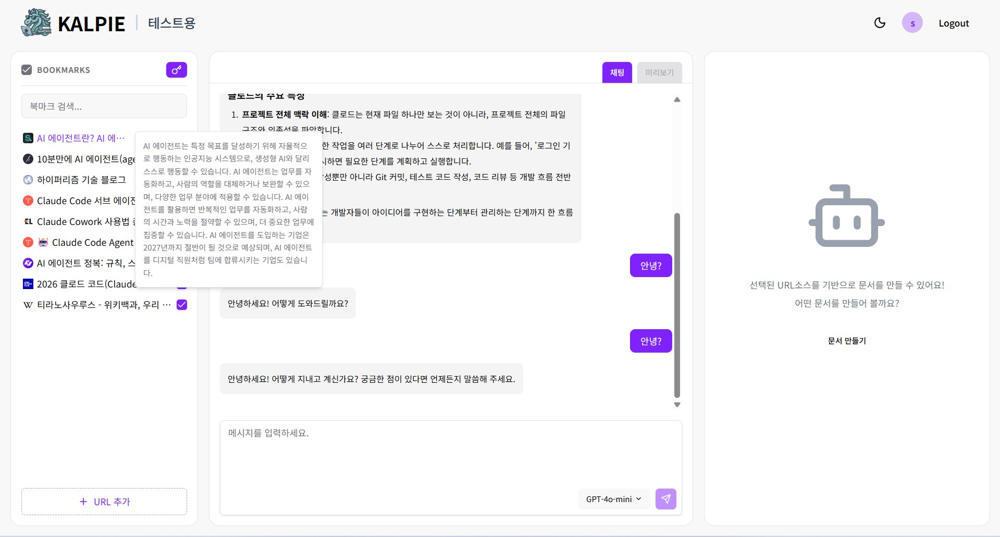 KALPIE
테스트용
s
Logout
BOOKMARKS
북마크 검색...
AI 에이전트란? AI 에…
10분만에 AI 에이전트(age
하이퍼리즘 기술 블로그
Claude Code 서브 에이전
Claude Cowork 사용법
Claude Code Agent
AI 에이전트 정복: 규칙, 스
2026 클로드 코드(Claude
티라노사우루스 - 위키백과, 우리 …
+ URL 추가
AI 에이전트는 특정 목표를 달성하기 위해 자율적으
로 행동하는 인공지능 시스템으로, 생성형 AI와 달리
스스로 행동할 수 있습니다. AI 에이전트는 업무를 자
동화하고, 사람의 역할을 대체하거나 보완할 수 있으
며, 다양한 업무 분야에 적용할 수 있습니다. AI 에이
전트를 활용하면 반복적인 업무를 자동화하고, 사람
의 시간과 노력을 절약할 수 있으며, 더 중요한 업무에
집중할 수 있습니다. AI 에이전트를 도입하는 기업은
2027년까지 절반이 될 것으로 예상되며, AI 에이전트
를 디지털 직원처럼 팀에 합류시키는 기업도 있습니
다.
채팅
미리보기
클로드의 주요 특징
1. 프로젝트 전체 맥락 이해: 클로드는 현재 파일 하나만 보는 것이 아니라, 프로젝트 전체의 파일
구조와 의존성을 파악합니다.
한 작업을 여러 단계로 나누어 스스로 처리합니다. 예를 들어, '로그인 기
시하면 필요한 단계를 계획하고 실행합니다.
성뿐만 아니라 Git 커밋, 테스트 코드 작성, 코드 리뷰 등 개발 흐름 전반
는 개발자들이 아이디어를 구현하는 단계부터 관리하는 단계까지 한 흐름
안녕?
안녕하세요! 어떻게 도와드릴까요?
안녕?
안녕하세요! 어떻게 지내고 계신가요? 궁금한 점이 있다면 언제든지 말씀해 주세요.
메시지를 입력하세요.
GPT-4o-mini
선택된 URL소스를 기반으로 문서를 만들 수 있어요!
어떤 문서를 만들어 볼까요?
문서 만들기